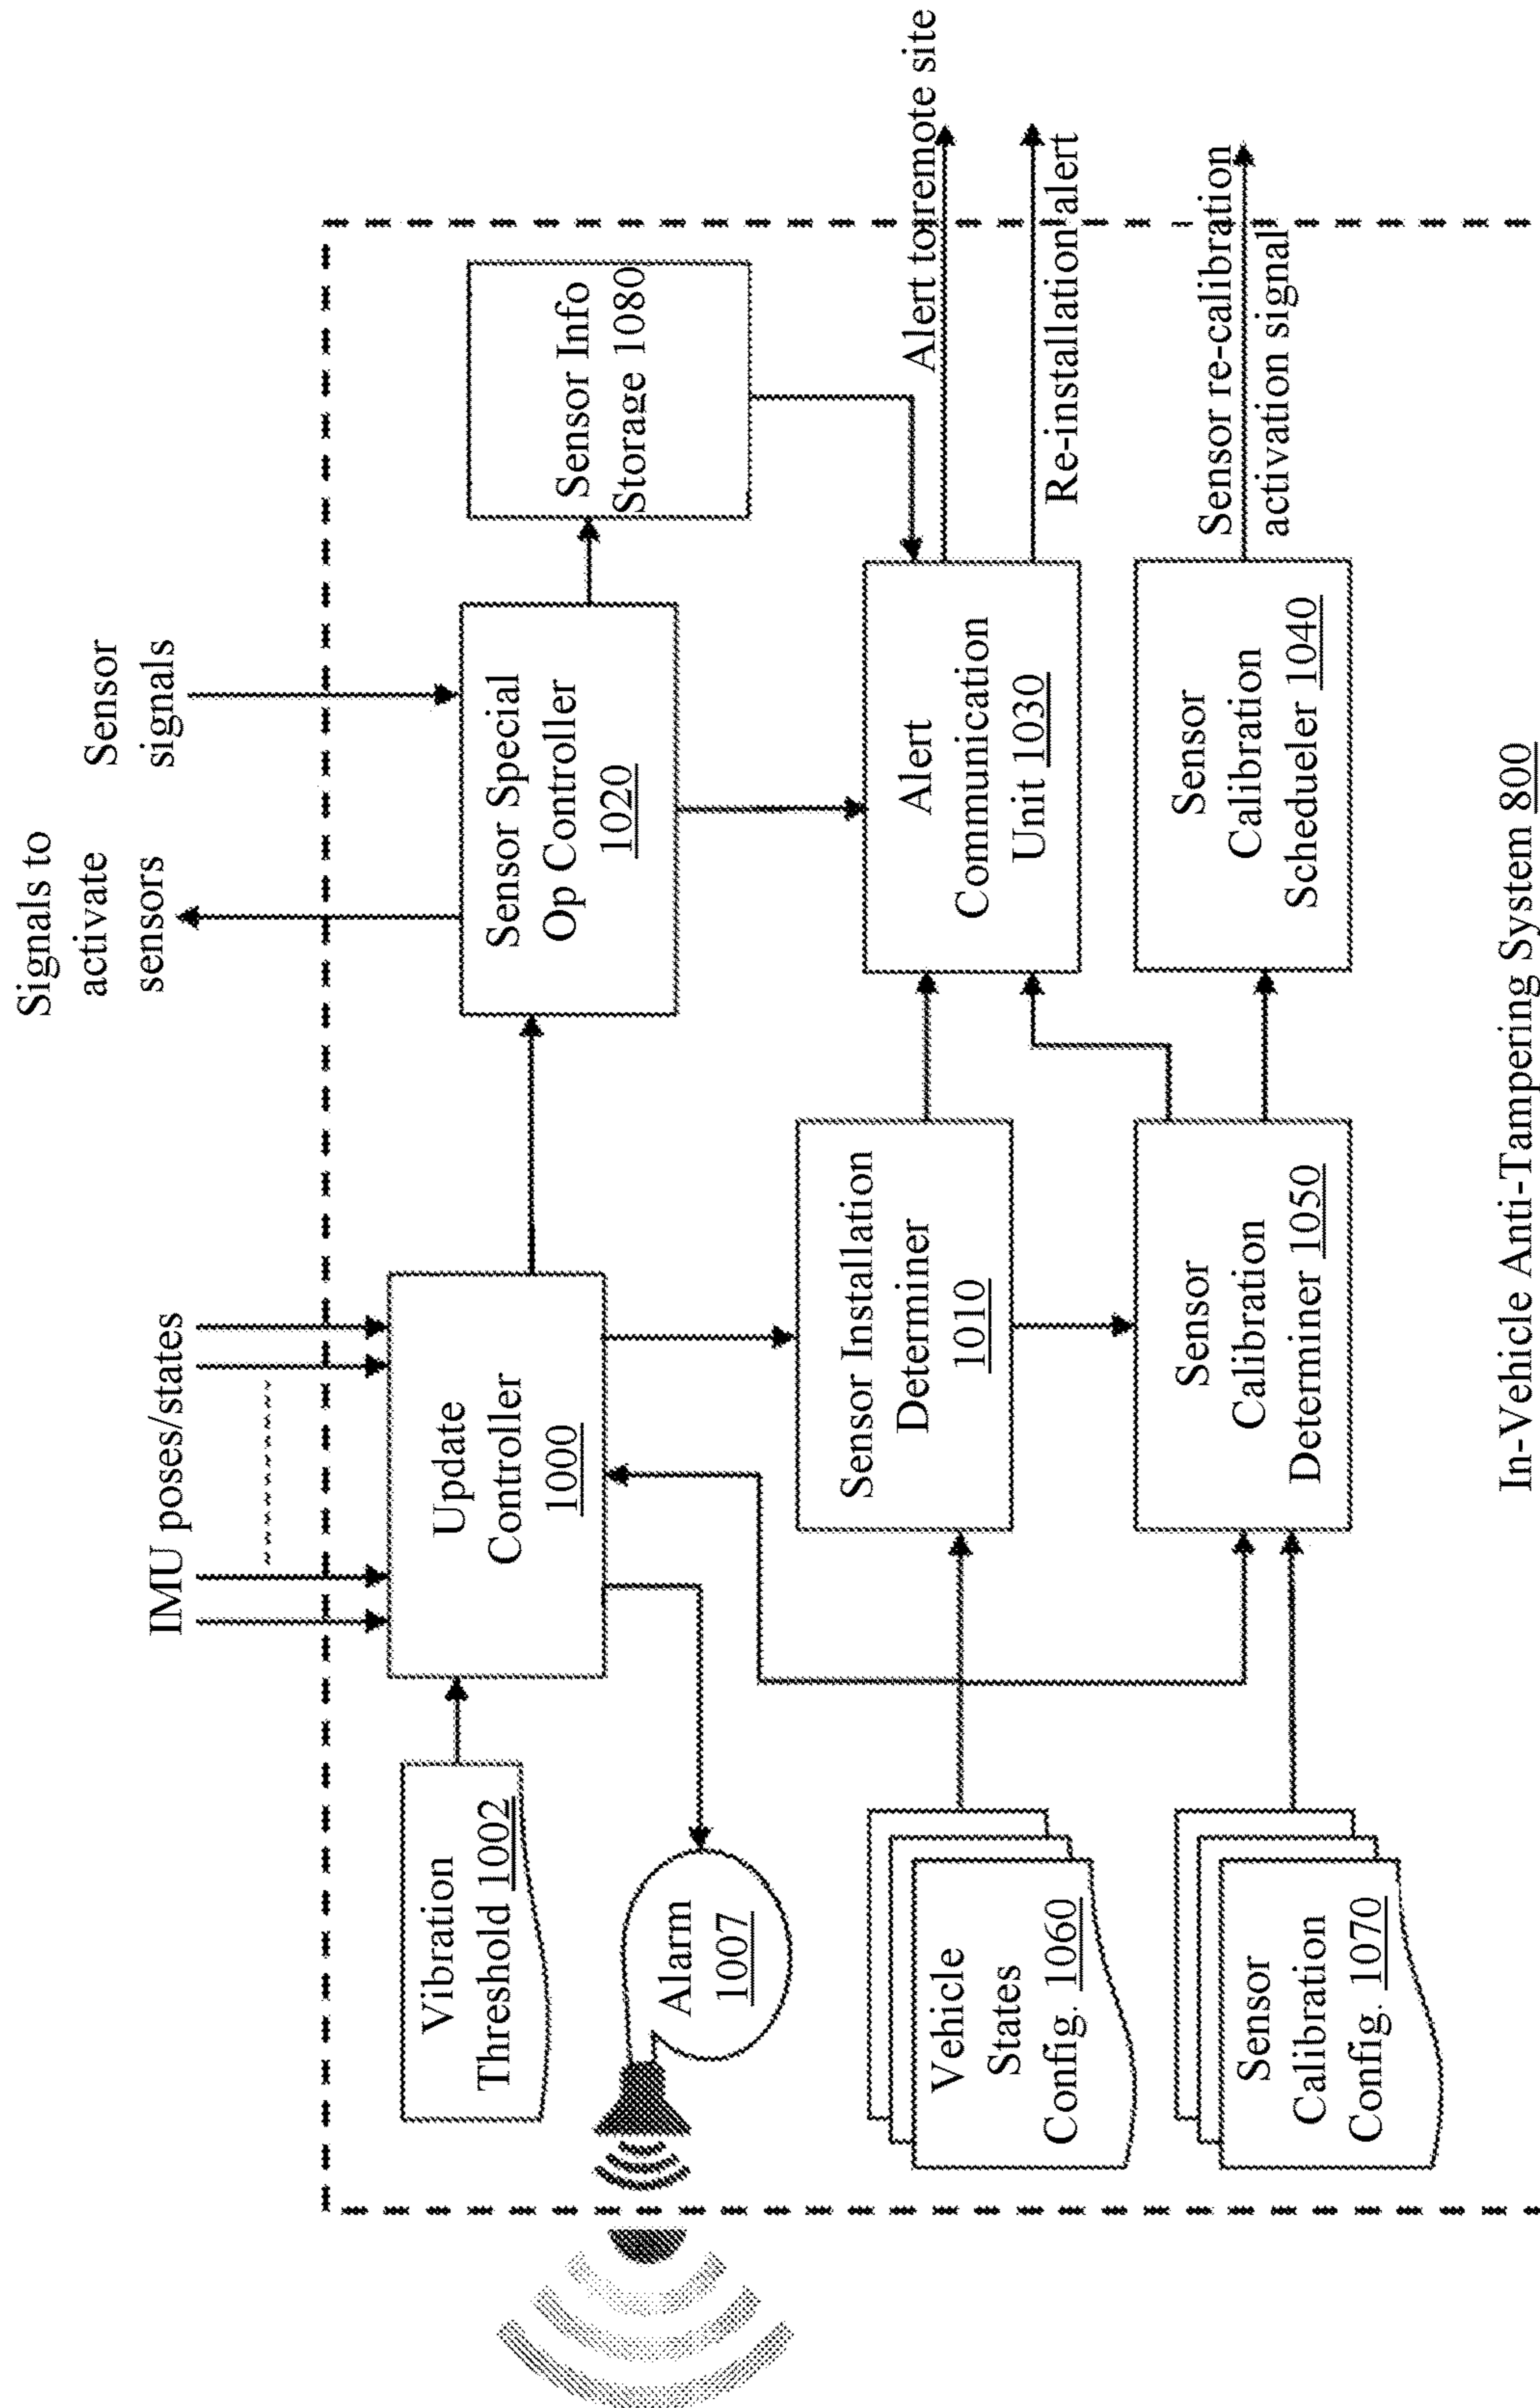 Signals to
activate
sensors
Sensor
signals
IMU poses/states
Vibration
Threshold 1002
Update
Controller
1000
Sensor Special
Op Controller
1020
Sensor Info
Storage 1080
Alarm
1007
Vehicle
States
Config. 1060
Sensor Installation
Determiner
1010
Alert
Communication
Unit 1030
Alert to remote site
Re-installation alert
Sensor
Calibration
Config. 1070
Sensor
Calibration
Determiner 1050
Sensor
Calibration
Schedueler 1040
Sensor re-calibration
activation signal
In-Vehicle Anti-Tampering System 800